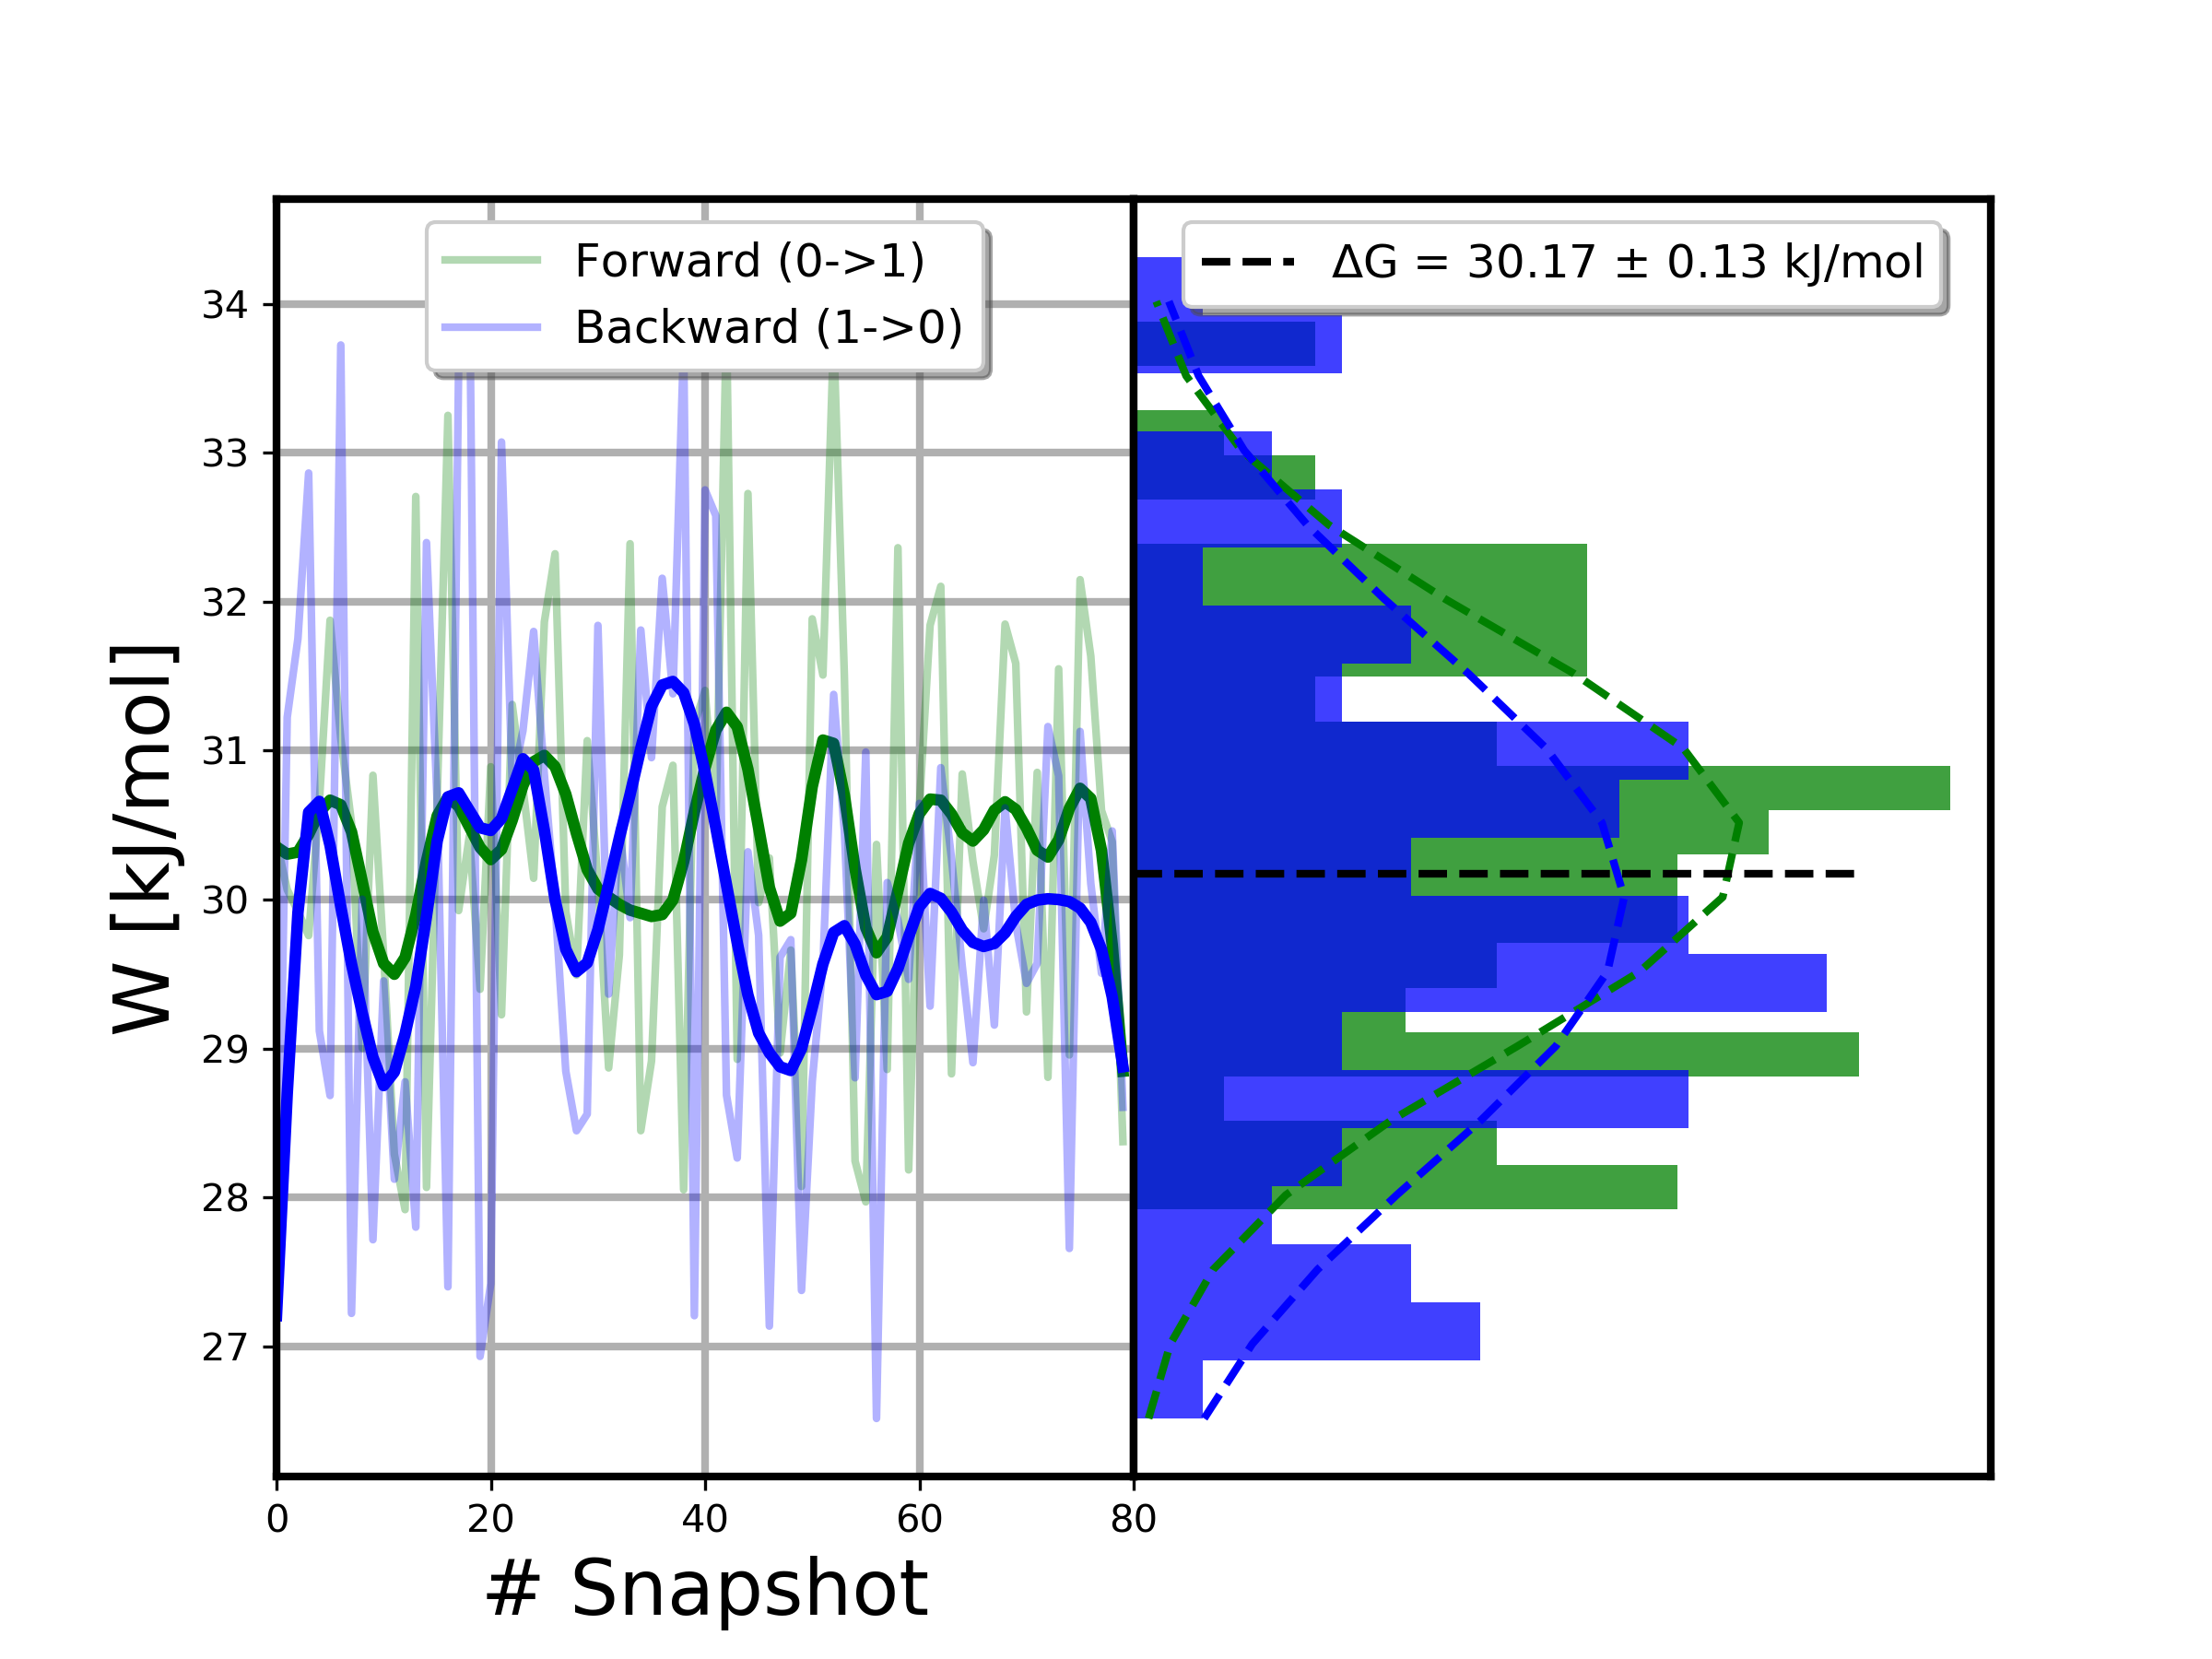 Forward (0->1)
Backward (1->0)
ΔG = 30.17 ± 0.13 kJ/mol
34
33
32
31
30
29
28
27
W [kJ/mol]
0 20 40 60 80
# Snapshot